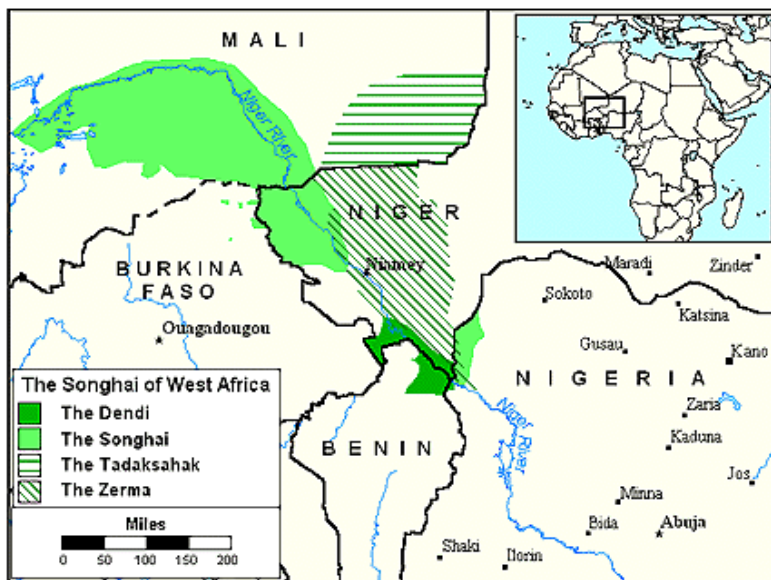 MALI
Niger River
NIGER
Niamey
BURKINA
FASO
Ouagadougou
Maradi
Zinder
Sokoto
Katsina
Gusau
Kano
NIGERIA
The Songhai of West Africa
The Dendi
The Songhai
The Tadaksahak
The Zerma
Miles
0 50 100 150 200
BENIN
Niger
River
Zaria
Kaduna
Jos
Minna
Bida
Abuja
Shaki
Ilorin